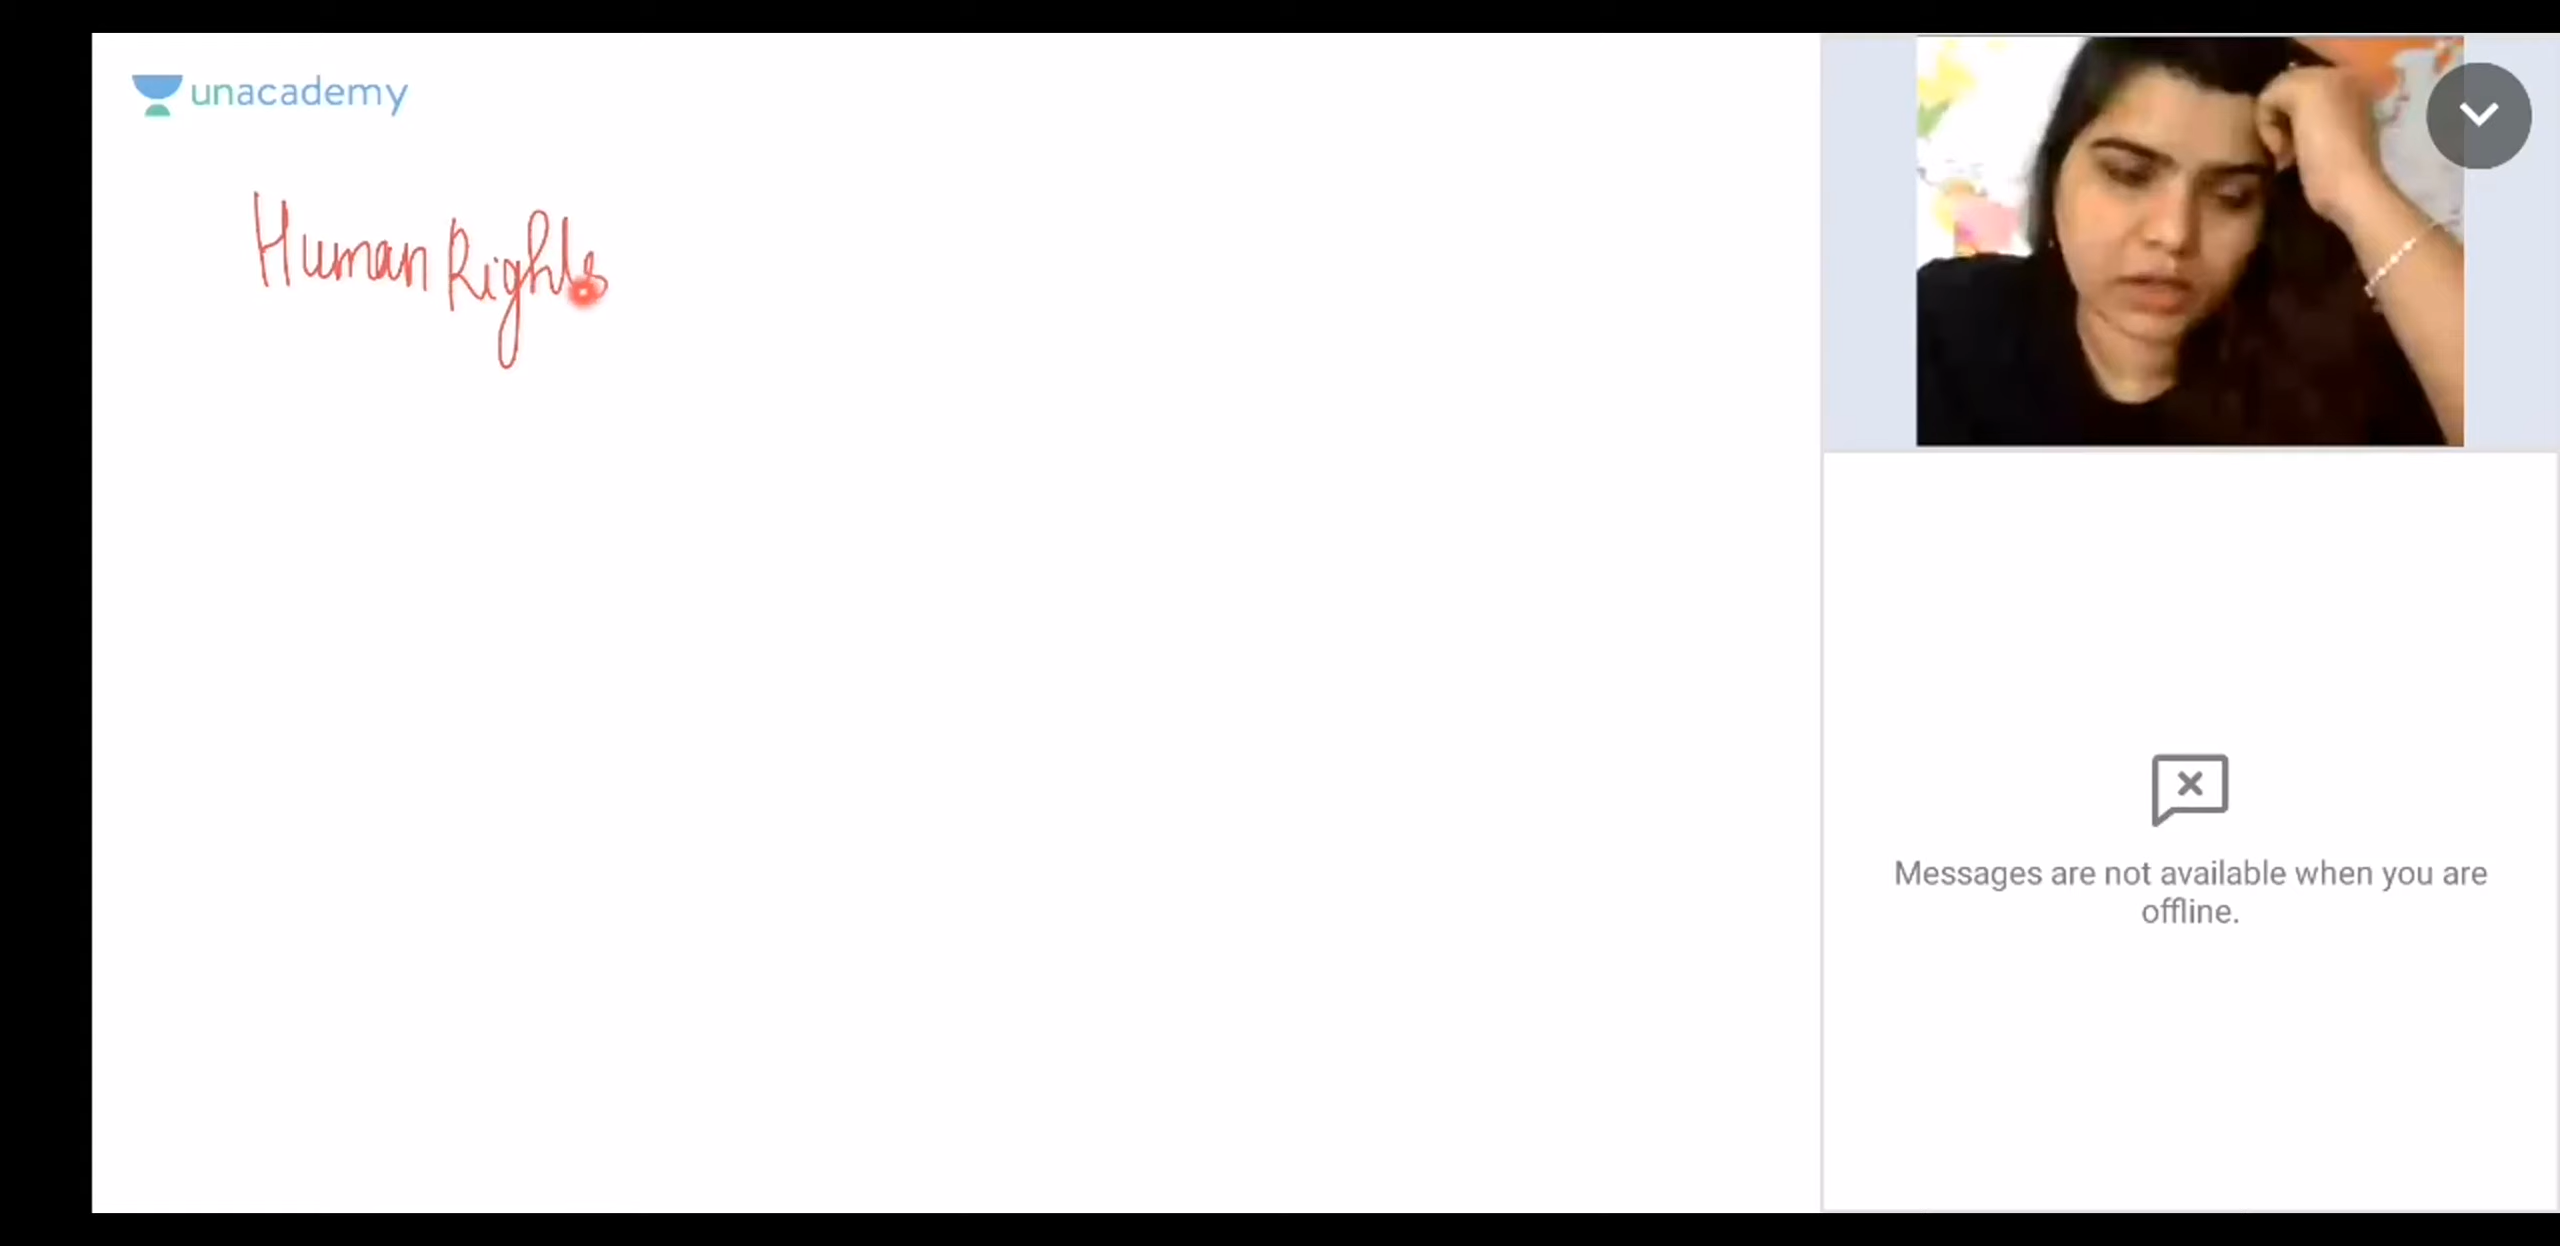 unacademy
Human Rights
Messages are not available when you are
offline.